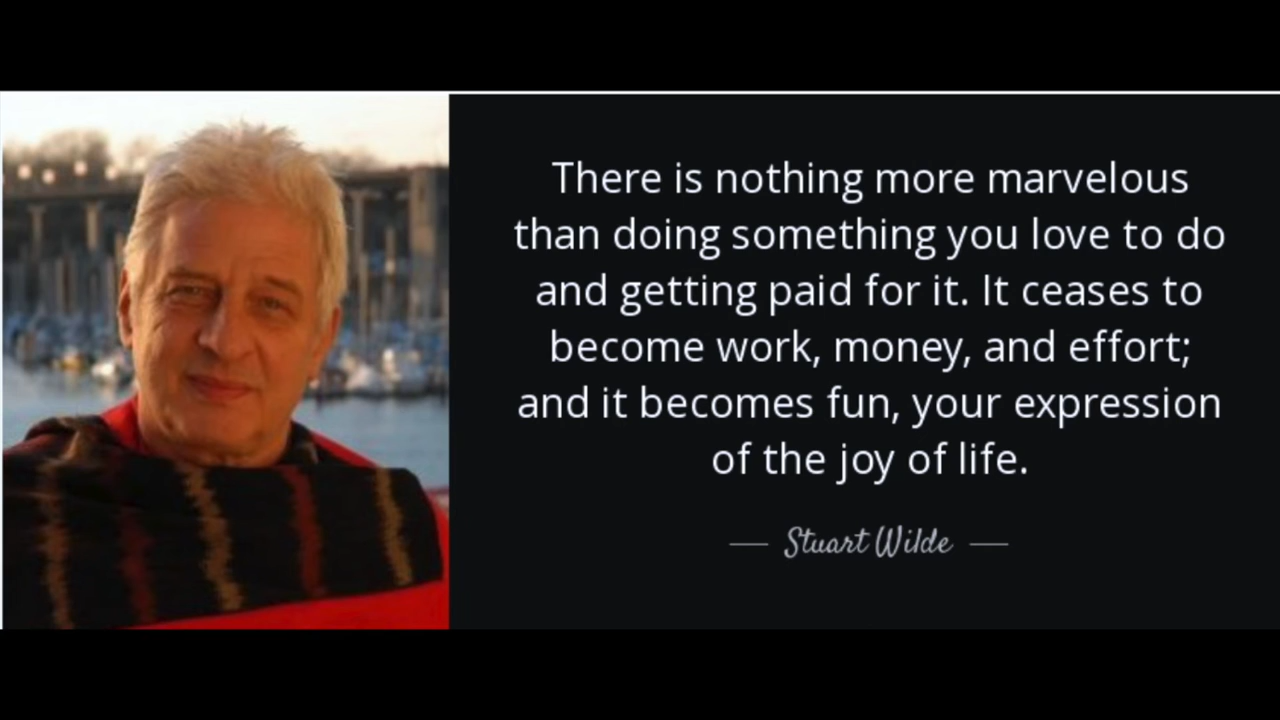 There is nothing more marvelous
than doing something you love to do
and getting paid for it. It ceases to
become work, money, and effort;
and it becomes fun, your expression
of the joy of life.
Stuart Wilde